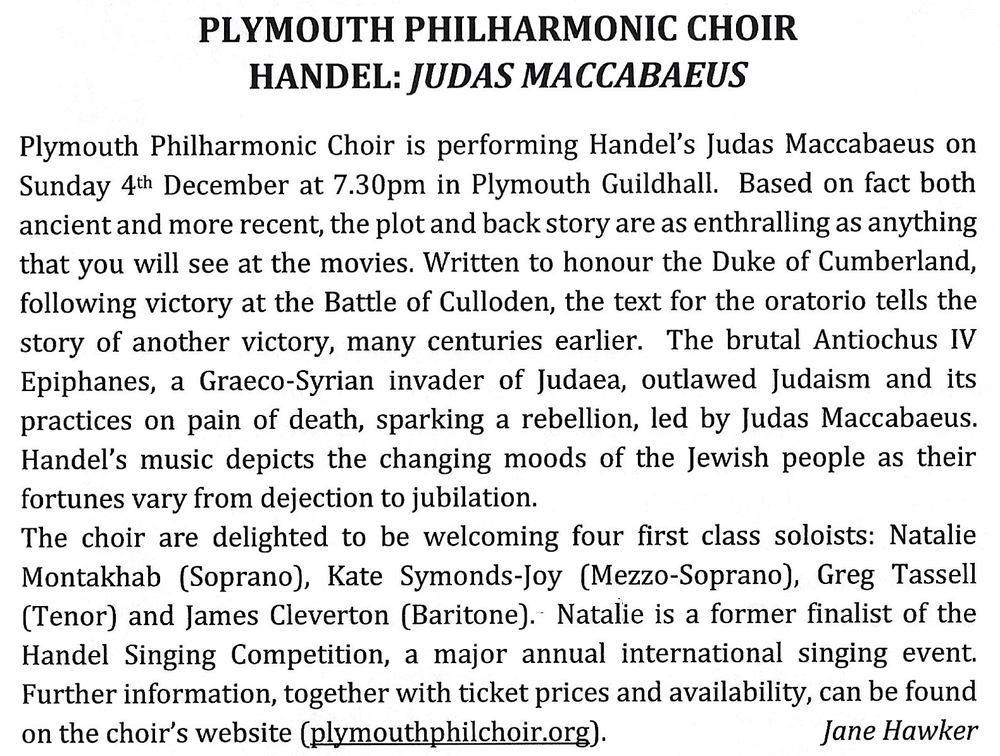 PLYMOUTH PHILHARMONIC CHOIR
HANDEL: JUDAS MACCABAEUS
Plymouth Philharmonic Choir is performing Handel's Judas Maccabaeus on
Sunday 4th December at 7.30pm in Plymouth Guildhall. Based on fact both
ancient and more recent, the plot and back story are as enthralling as anything
that you will see at the movies. Written to honour the Duke of Cumberland,
following victory at the Battle of Culloden, the text for the oratorio tells the
story of another victory, many centuries earlier. The brutal Antiochus IV
Epiphanes, a Graeco-Syrian invader of Judaea, outlawed Judaism and its
practices on pain of death, sparking a rebellion, led by Judas Maccabaeus.
Handel's music depicts the changing moods of the Jewish people as their
fortunes vary from dejection to jubilation.
The choir are delighted to be welcoming four first class soloists: Natalie
Montakhab (Soprano), Kate Symonds-Joy (Mezzo-Soprano), Greg Tassell
(Tenor) and James Cleverton (Baritone). Natalie is a former finalist of the
Handel Singing Competition, a major annual international singing event.
Further information, together with ticket prices and availability, can be found
on the choir's website (plymouthphilchoir.org). Jane Hawker